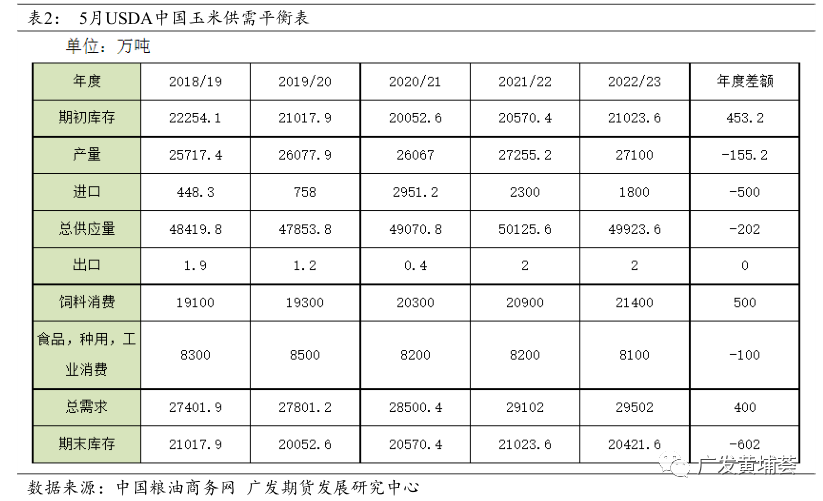 表2： 5月USDA中国玉米供需平衡表
单位：万吨
年度 2018/19 2019/20 2020/21 2021/22 2022/23 年度差额
期初库存 22254.1 21017.9 20052.6 20570.4 21023.6 453.2
产量 25717.4 26077.9 26067 27255.2 27100 -155.2
进口 448.3 758 2951.2 2300 1800 -500
总供应量 48419.8 47853.8 49070.8 50125.6 49923.6 -202
出口 1.9 1.2 0.4 2 2 0
饲料消费 19100 19300 20300 20900 21400 500
食品，种用，工
业消费 8300 8500 8200 8200 8100 -100
总需求 27401.9 27801.2 28500.4 29102 29502 400
期末库存 21017.9 20052.6 20570.4 21023.6 20421.6 -602
数据来源：中国粮油商务网 广发期货发展研究中心
广发黄埔荟